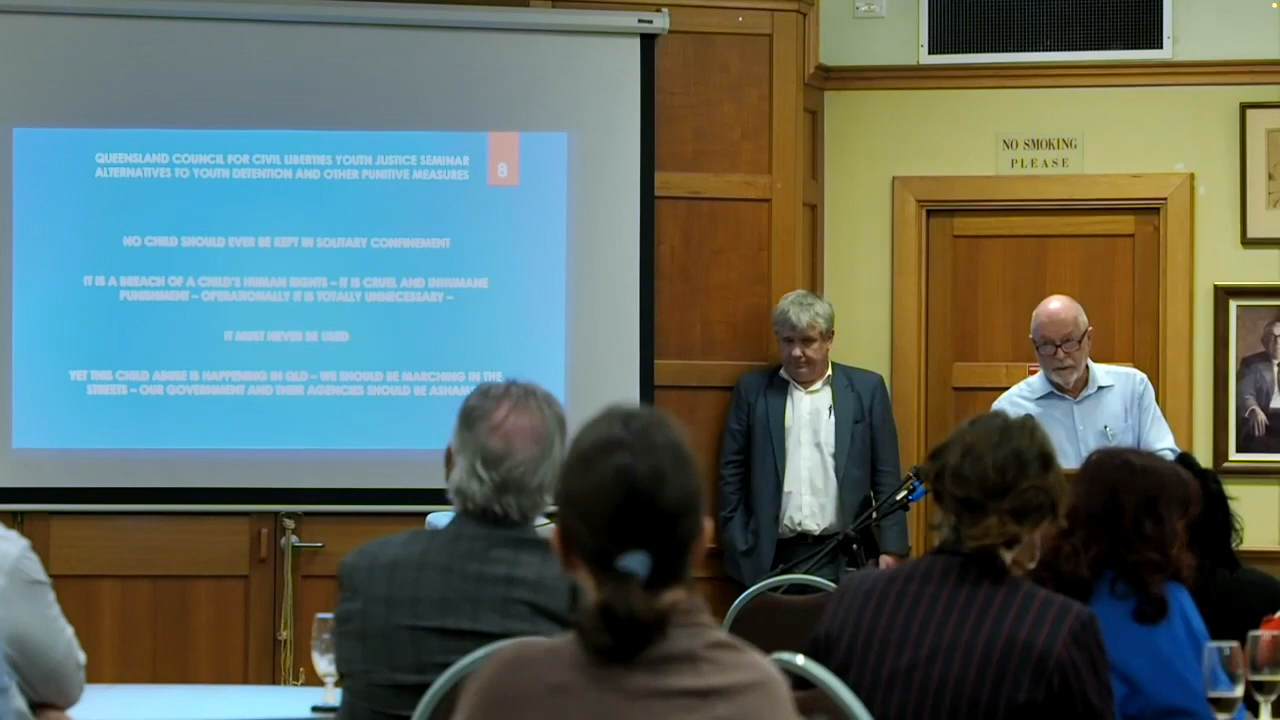 QUEENSLAND COUNCIL FOR CIVIL LIBERTIES YOUTH JUSTICE SEMINAR
ALTERNATIVES TO YOUTH DETENTION AND OTHER PUNITIVE MEASURES
8
NO CHILD SHOULD EVER BE KEPT IN SOLITARY CONFINEMENT
IT IS A BREACH OF A CHILD'S HUMAN RIGHTS – IT IS CRUEL AND INHUMANE
PUNISHMENT – OPERATIONALLY IT IS TOTALLY UNNECESSARY –
IT MUST NEVER BE USED
YET THIS CHILD ABUSE IS HAPPENING IN QLD – WE SHOULD BE MARCHING IN THE
STREETS – OUR GOVERNMENT AND THEIR AGENCIES SHOULD BE
NO SMOKING
PLEASE